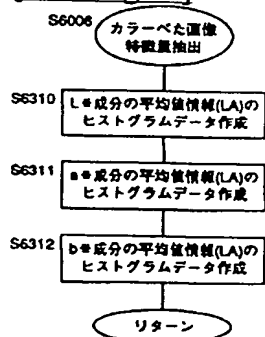 S6006
カラーべた画像
特徴量抽出
S6310
L*成分の平均値情報(LA)の
ヒストグラムデータ作成
S6311
a*成分の平均値情報(LA)の
ヒストグラムデータ作成
S6312
b*成分の平均値情報(LA)の
ヒストグラムデータ作成
リターン